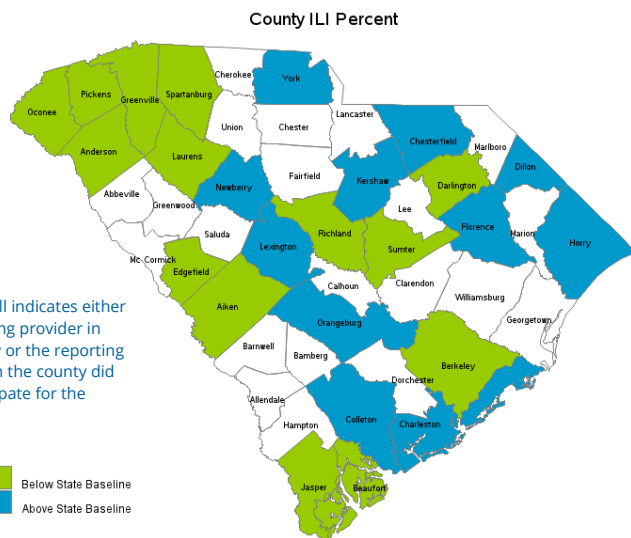 County ILI Percent
Cherokee
York
Pickens
Spartanburg
Greenville
Oconee
Lancaster
Union
Chester
Chesterfield
Marlboro
Anderson
Laurens
Dillon
Fairfield
Kershaw
Darlington
Abbeville
Newberry
Greenwood
Lee
Saluda
Richland
Florence
Marion
Horry
Lexington
Sumter
Mc Cormick
Edgefield
Calhoun
Clarendon
Williamsburg
Aiken
Georgetown
Orangeburg
Barnwell
Bamberg
Berkeley
Dorchester
Allendale
Colleton
Charleston
Hampton
Jasper
Beaufort
ll indicates either
ng provider in
y or the reporting
n the county did
pate for the
Below State Baseline
Above State Baseline